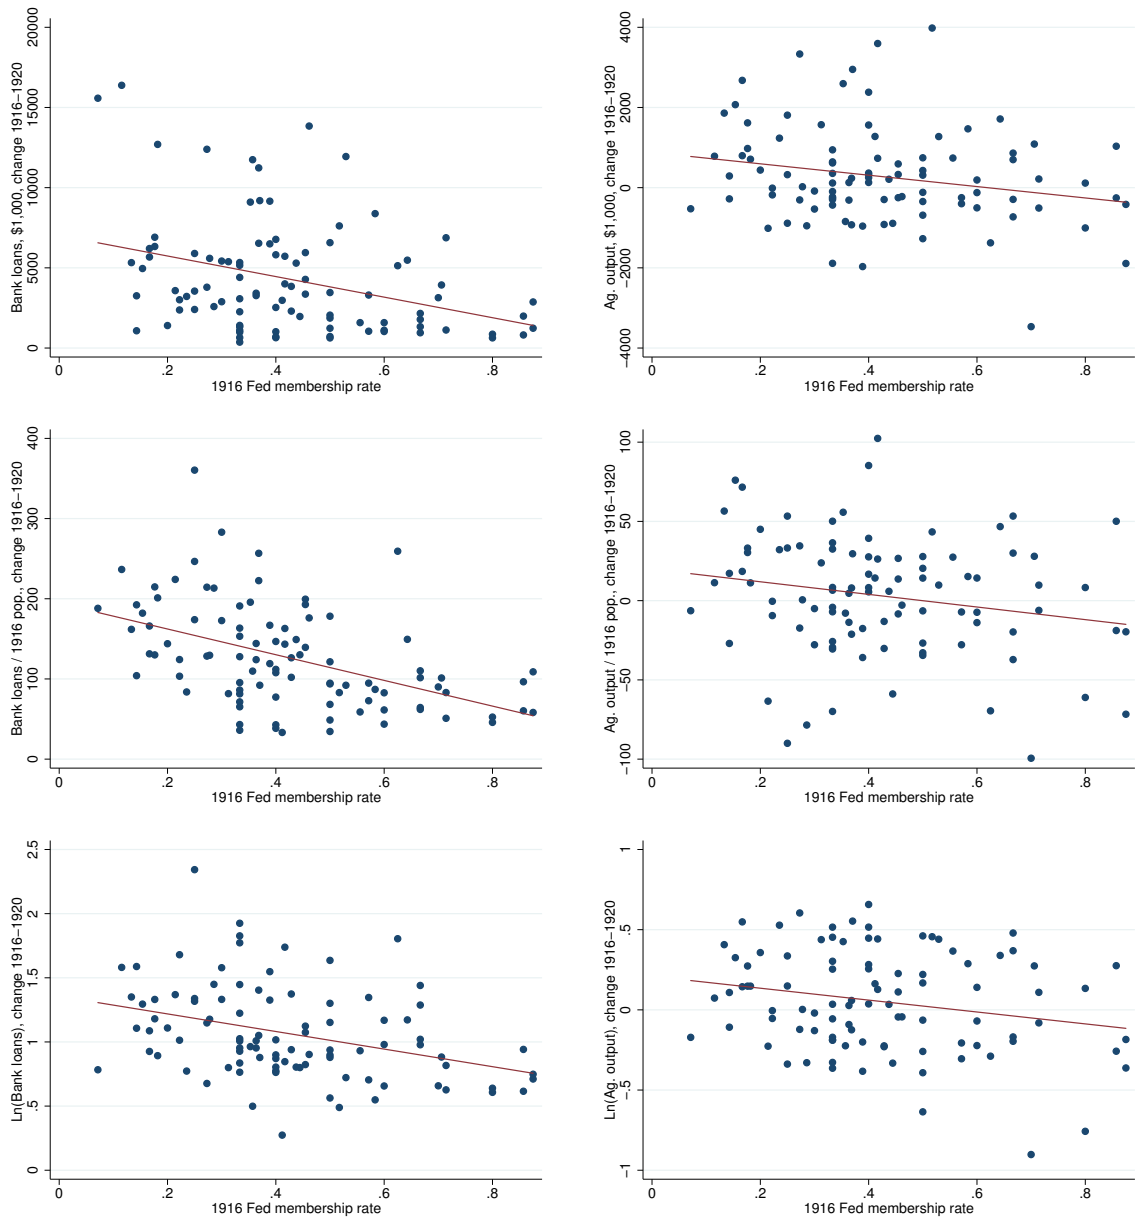 Bank loans, $1,000, change 1916−1920
20000
15000
10000
5000
0
0 .2 .4 .6 .8
1916 Fed membership rate
Ag. output, $1,000, change 1916−1920
4000
2000
0
−2000
−4000
0 .2 .4 .6 .8
1916 Fed membership rate
Bank loans / 1916 pop., change 1916−1920
400
300
200
100
0
0 .2 .4 .6 .8
1916 Fed membership rate
Ag. output / 1916 pop., change 1916−1920
100
50
0
−50
−100
0 .2 .4 .6 .8
1916 Fed membership rate
Ln(Bank loans), change 1916−1920
2.5
2
1.5
1
.5
0
0 .2 .4 .6 .8
1916 Fed membership rate
Ln(Ag. output), change 1916−1920
1
.5
0
−.5
−1
0 .2 .4 .6 .8
1916 Fed membership rate